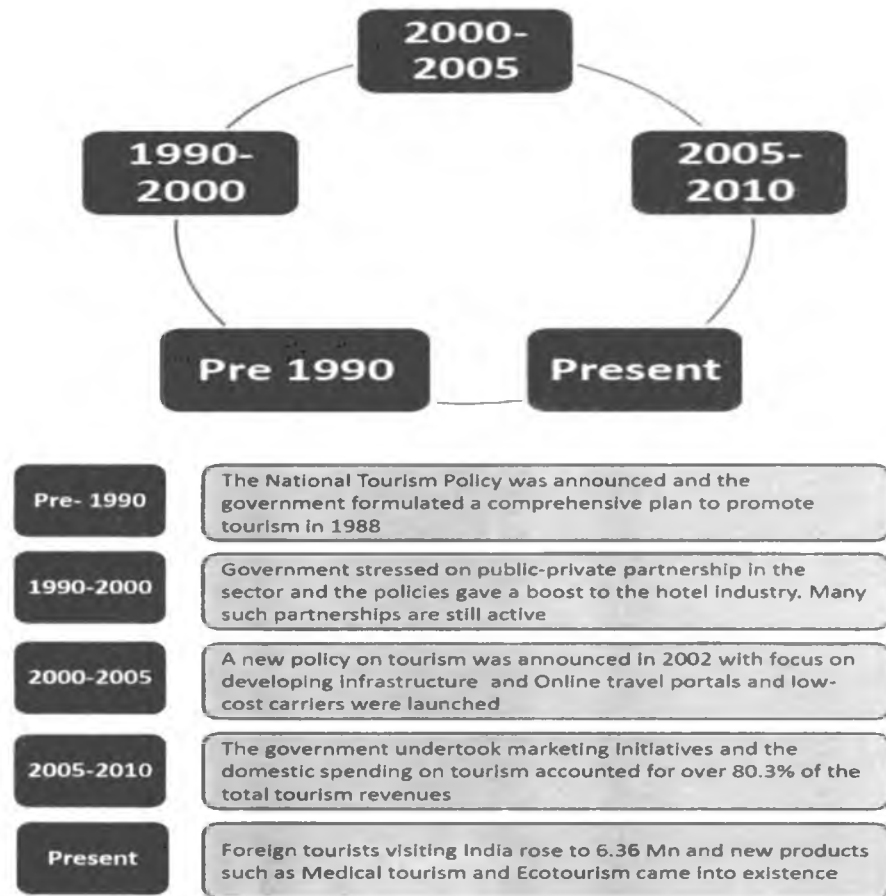 2000-
2005
1990-
2000
2005-
2010
Pre 1990
Present
Pre- 1990
The National Tourism Policy was announced and the
government formulated a comprehensive plan to promote
tourism in 1988
1990-2000
Government stressed on public-private partnership in the
sector and the policies gave a boost to the hotel industry. Many
such partnerships are still active
2000-2005
A new policy on tourism was announced in 2002 with focus on
developing infrastructure and Online travel portals and low-
cost carriers were launched
2005-2010
The government undertook marketing initiatives and the
domestic spending on tourism accounted for over 80.3% of the
total tourism revenues
Present
Foreign tourists visiting India rose to 6.36 Mn and new products
such as Medical tourism and Ecotourism came into existence